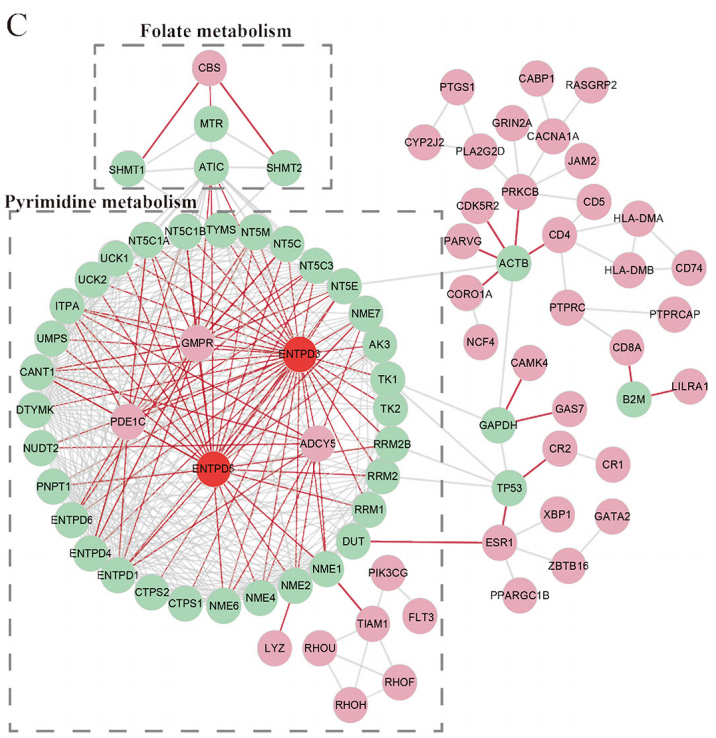 C
Folate metabolism
CBS
MTR
SHMT1
ATIC
SHMT2
Pyrimidine metabolism
NT5C1A
NT5C1B
TYMS
NT5M
NT5C
NT5C3
NT5E
NME7
AK3
TK1
TK2
RRM2B
RRM2
RRM1
DUT
NME1
NME2
NME4
NME6
CTPS1
CTPS2
ENTPD1
ENTPD4
ENTPD6
PNPT1
NUDT2
DTYMK
CANT1
UMPS
ITPA
UCK2
UCK1
GMPR
ENTPD3
PDE1C
ADCY5
ENTPD5
LYZ
PIK3CG
FLT3
TIAM1
RHOU
RHOF
RHOH
PTGS1
CABP1
RASGRP2
CYP2J2
PLA2G2D
GRIN2A
CACNA1A
JAM2
PRKCB
CDK5R2
CD5
PARVG
CD4
HLA-DMA
ACTB
HLA-DMB
CD74
CORO1A
PTPRC
PTPRCAP
NCF4
CD8A
CAMK4
LILRA1
B2M
GAS7
GAPDH
CR2
CR1
TP53
XBP1
GATA2
ESR1
ZBTB16
PPARGC1B